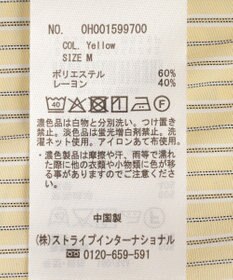 NO. OH001599700
COL. Yellow
SIZE M
ポリエステル 60%
レーヨン 40%
40
濃色品は白物と分別洗い。つけ置き
禁止。淡色品は蛍光増白剤禁止。洗
濯ネット使用。アイロンあて布使用。
・濃色製品は摩擦や汗、雨等で濡れ
た際に他の衣類や小物類に色が移
る事がありますのでご注意ださ
い。
中国製
(株)ストライプインターナショナル
☎ 0120-659-591